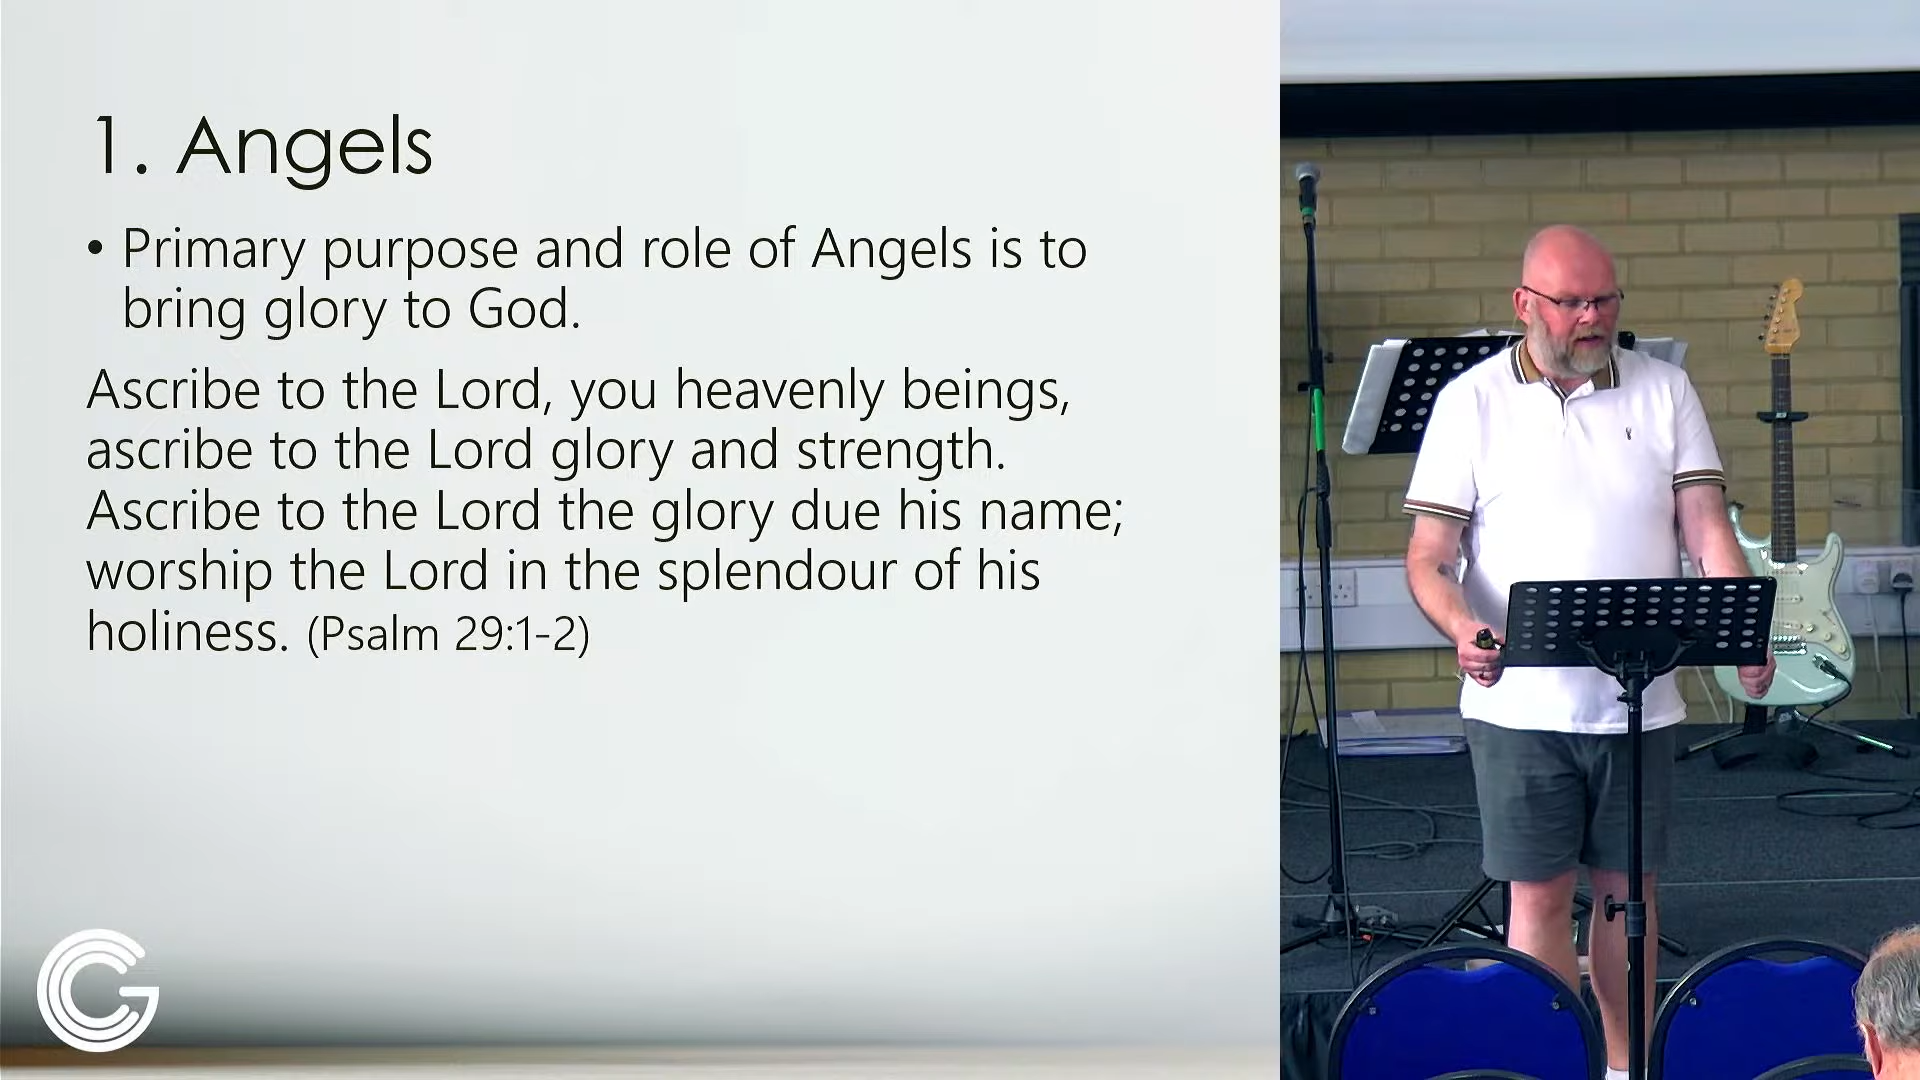 1. Angels
• Primary purpose and role of Angels is to
bring glory to God.
Ascribe to the Lord, you heavenly beings,
ascribe to the Lord glory and strength.
Ascribe to the Lord the glory due his name;
worship the Lord in the splendour of his
holiness. (Psalm 29:1-2)